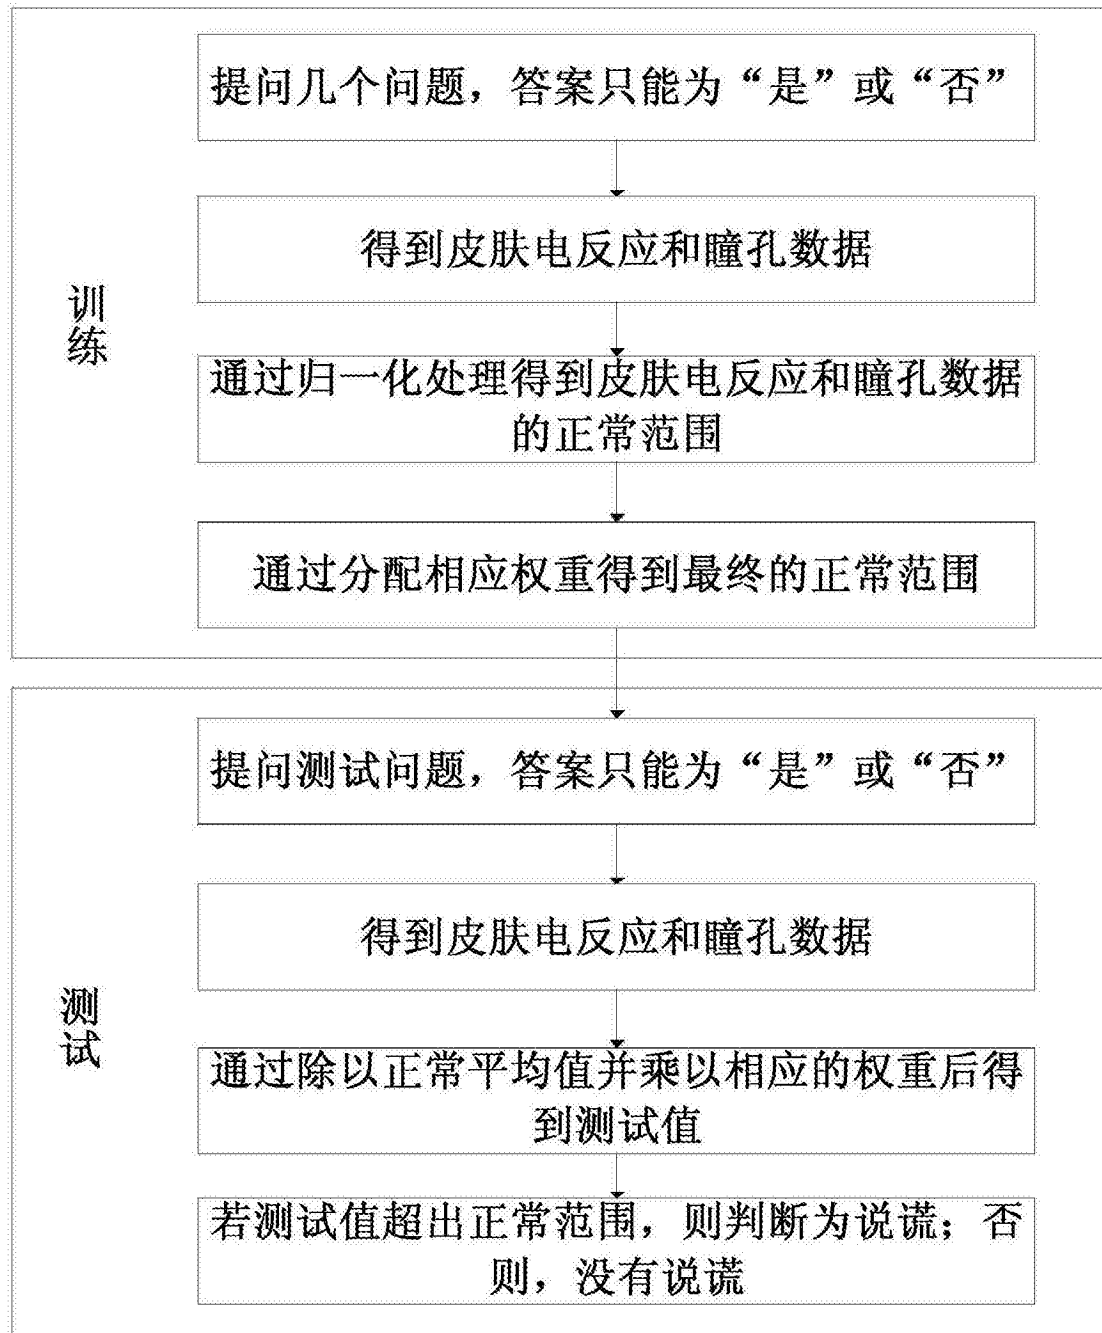 提问几个问题，答案只能为“是”或“否”
得到皮肤电反应和瞳孔数据
训
练
通过归一化处理得到皮肤电反应和瞳孔数据
的正常范围
通过分配相应权重得到最终的正常范围
提问测试问题，答案只能为“是”或“否”
得到皮肤电反应和瞳孔数据
测
试
通过除以正常平均值并乘以相应的权重后得
到测试值
若测试值超出正常范围，则判断为说谎；否
则，没有说谎